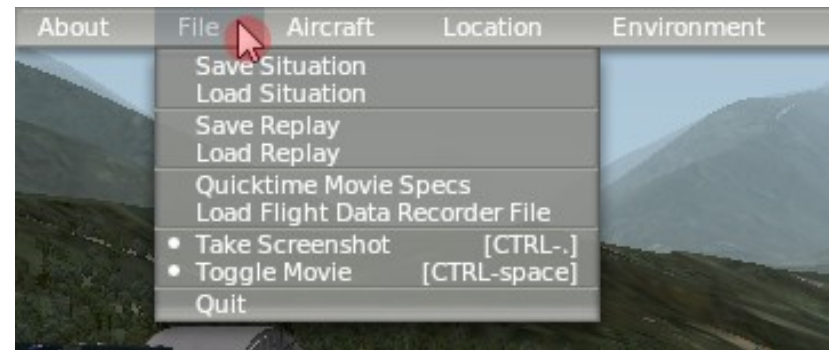 About File Aircraft Location Environment
Save Situation
Load Situation
Save Replay
Load Replay
Quicktime Movie Specs
Load Flight Data Recorder File
• Take Screenshot [CTRL-.]
• Toggle Movie [CTRL-space]
Quit